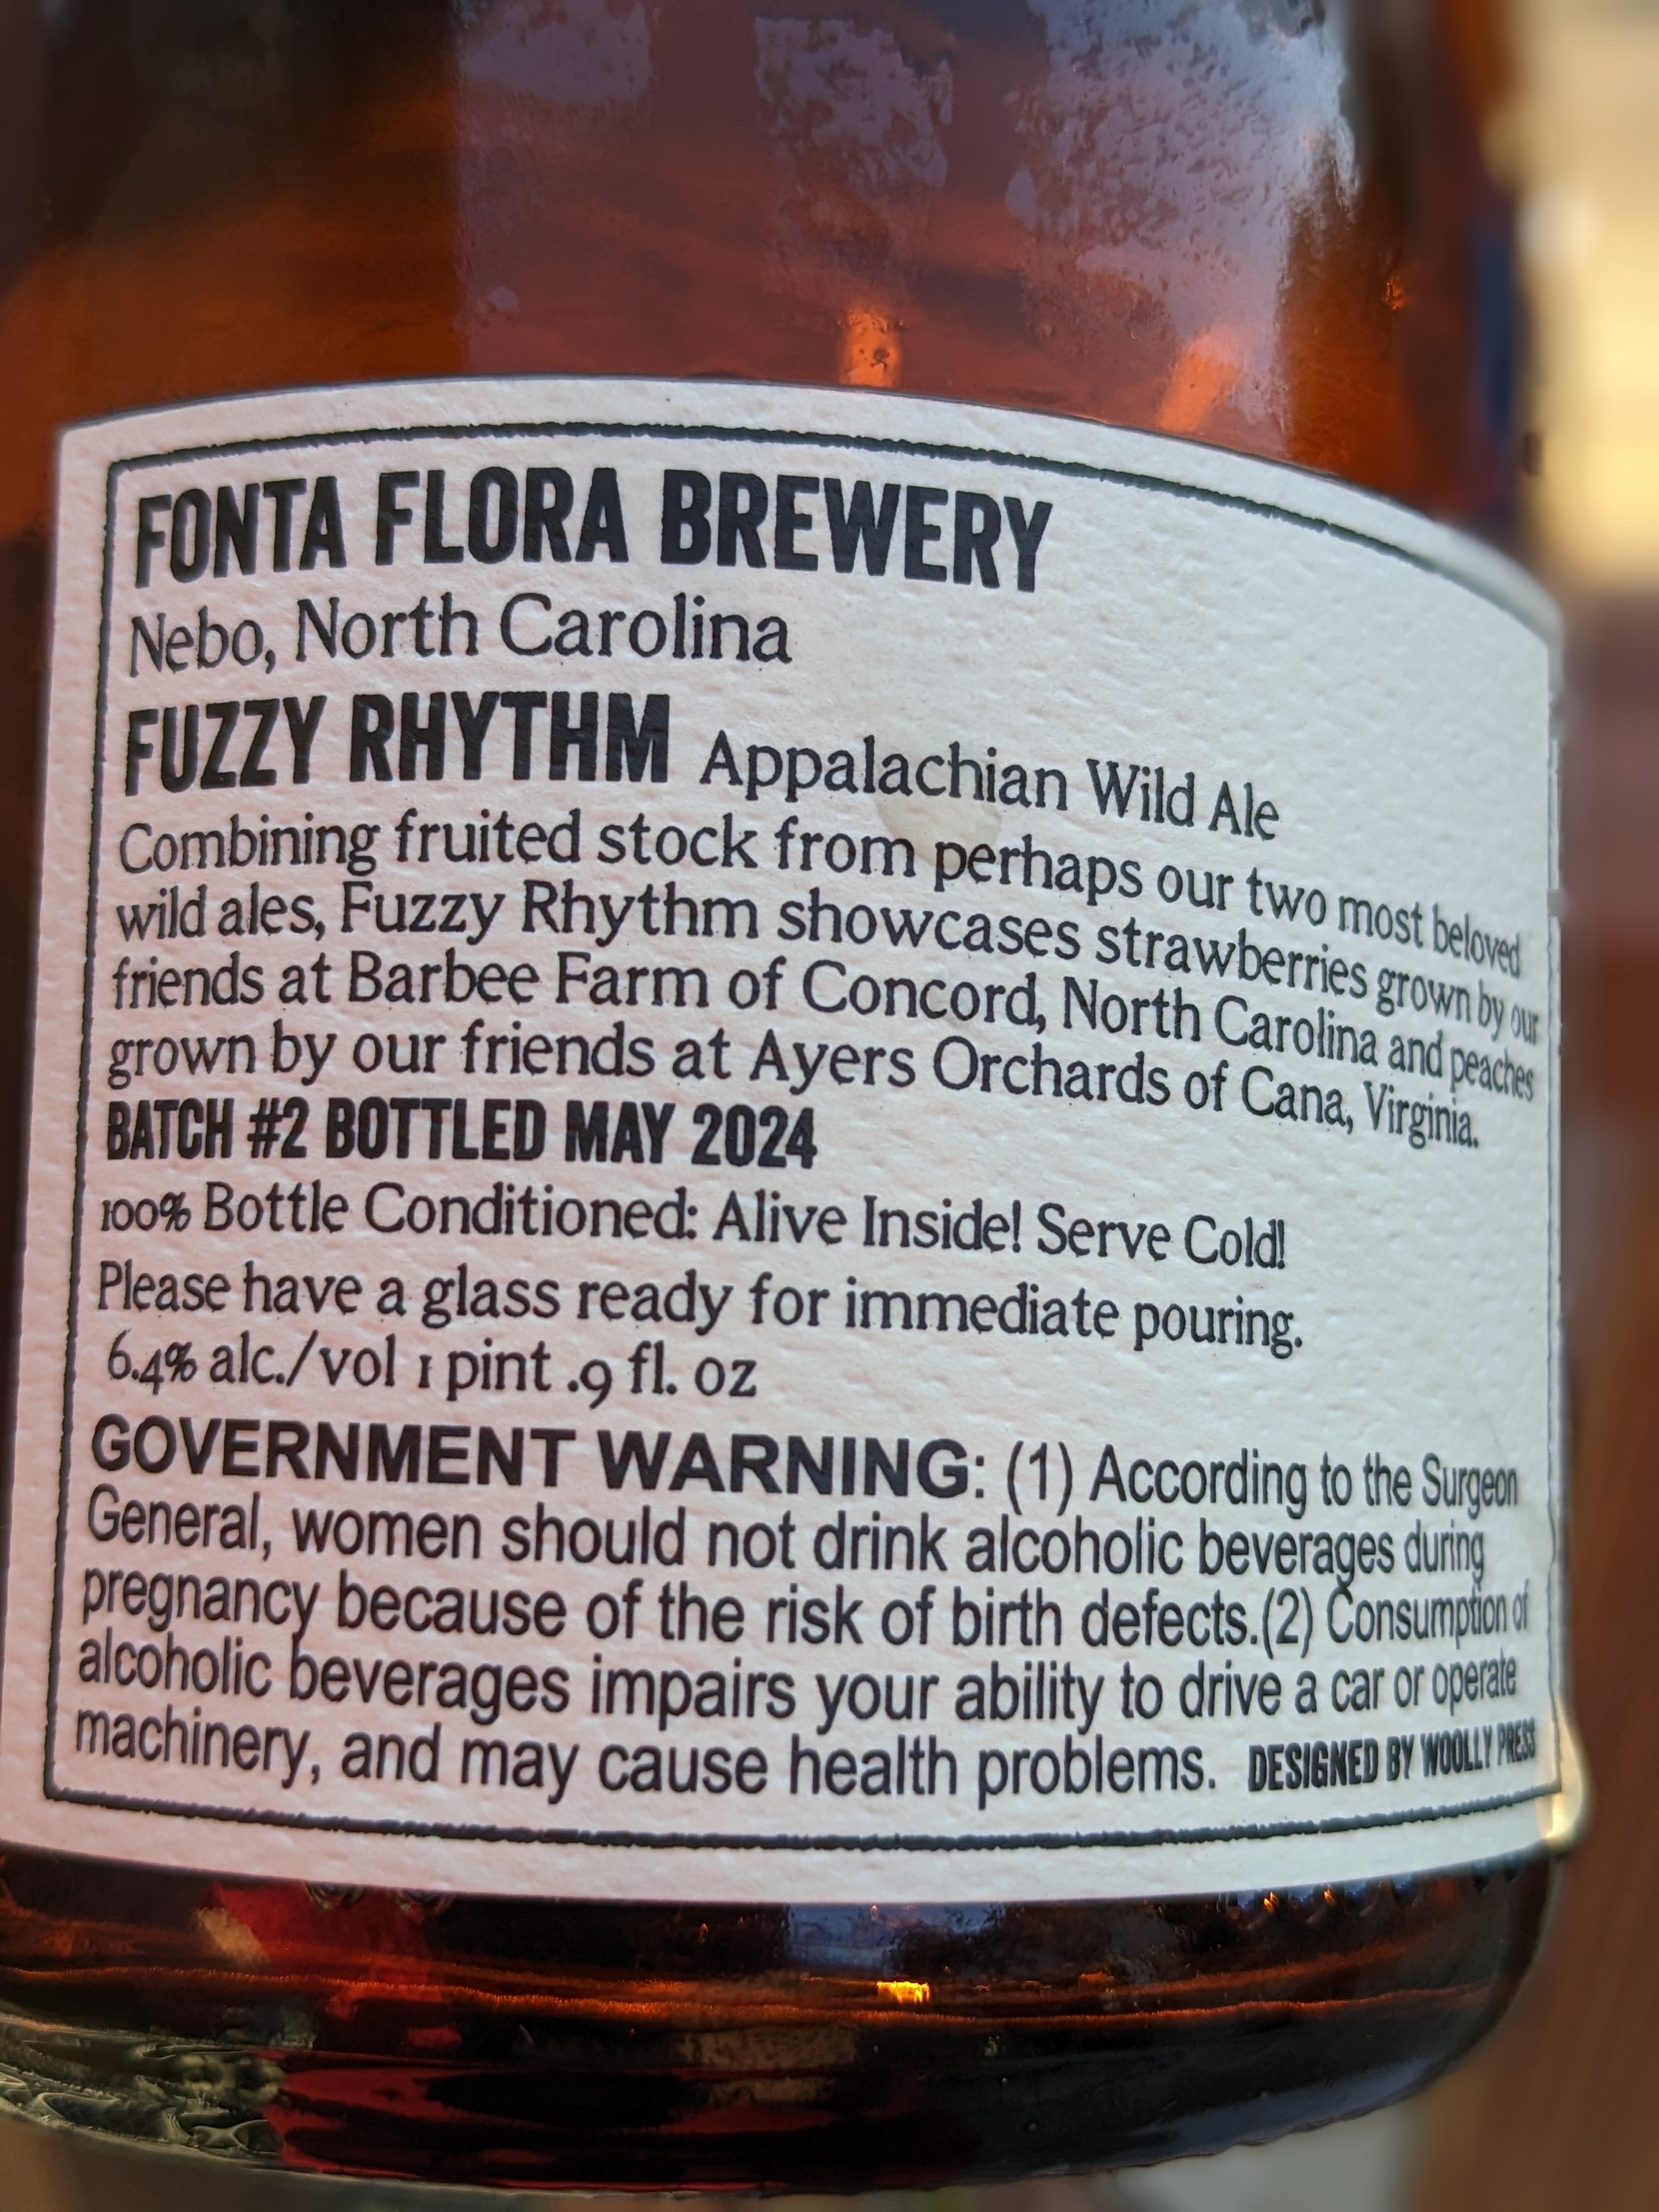 FONTA FLORA BREWERY
Nebo, North Carolina
FUZZY RHYTHM Appalachian Wild Ale
Combining fruited stock from perhaps our two most beloved
wild ales, Fuzzy Rhythm showcases strawberries grown by our
friends at Barbee Farm of Concord, North Carolina and peaches
grown by our friends at Ayers Orchards of Cana, Virginia.
BATCH #2 BOTTLED MAY 2024
100% Bottle Conditioned: Alive Inside! Serve Cold!
Please have a glass ready for immediate pouring.
6.4% alc./vol 1 pint .9 fl. oz
GOVERNMENT WARNING: (1) According to the Surgeon
General, women should not drink alcoholic beverages during
pregnancy because of the risk of birth defects.(2) Consumption of
alcoholic beverages impairs your ability to drive a car or operate
machinery, and may cause health problems. DESIGNED BY WOOLLY PRESS